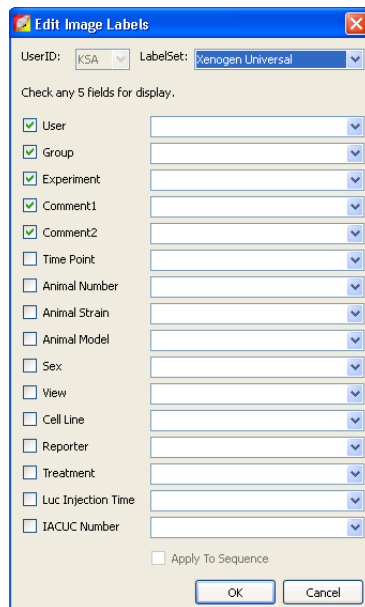 Edit Image Labels
UserID: KSA LabelSet: Xenogen Universal
Check any 5 fields for display.
User
Group
Experiment
Comment1
Comment2
Time Point
Animal Number
Animal Strain
Animal Model
Sex
View
Cell Line
Reporter
Treatment
Luc Injection Time
IACUC Number
Apply To Sequence
OK Cancel